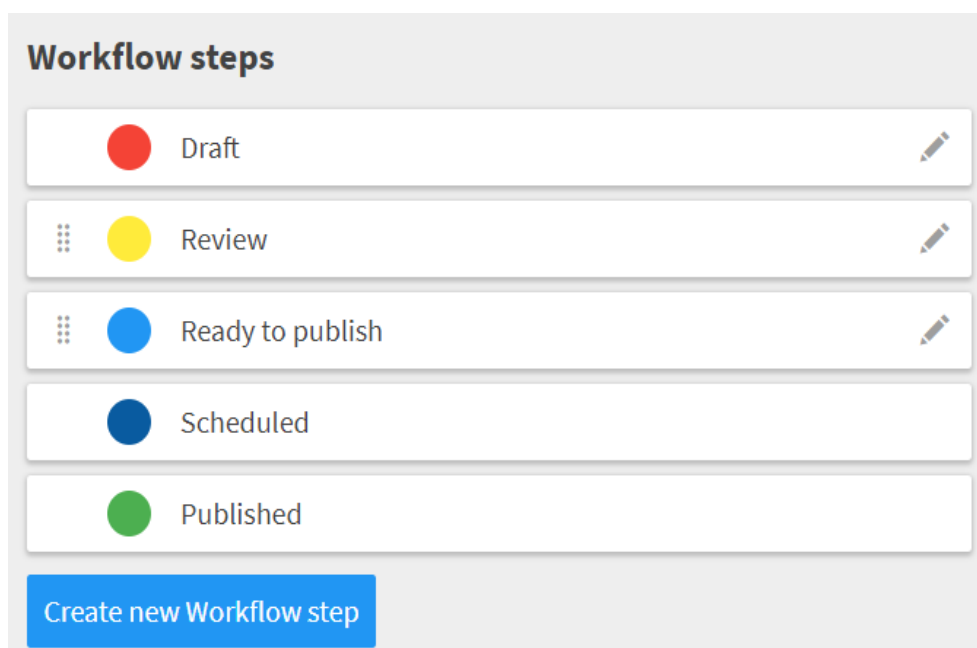 Workflow steps
Draft
Review
Ready to publish
Scheduled
Published
Create new Workflow step